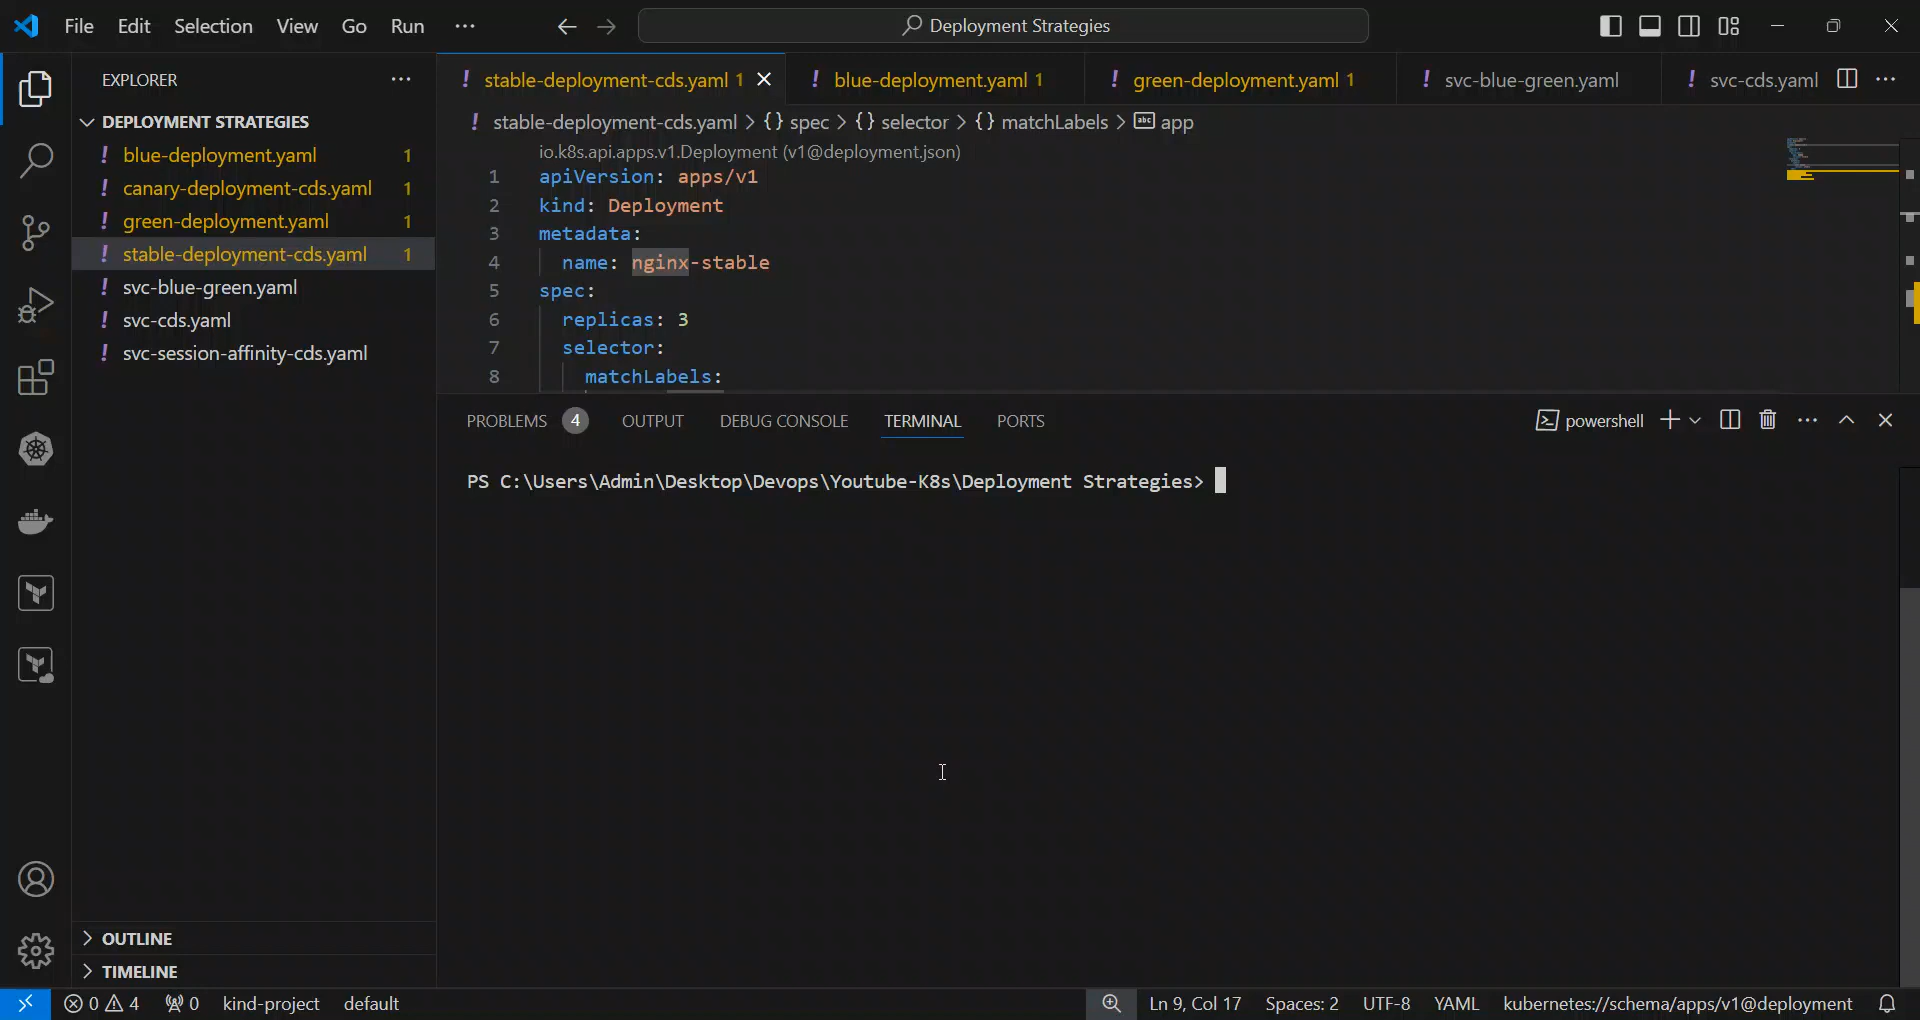 File Edit Selection View Go Run ···
Deployment Strategies
EXPLORER
DEPLOYMENT STRATEGIES
! blue-deployment.yaml 1
! canary-deployment-cds.yaml 1
! green-deployment.yaml 1
! stable-deployment-cds.yaml 1
! svc-blue-green.yaml
! svc-cds.yaml
! svc-session-affinity-cds.yaml
OUTLINE
TIMELINE
! stable-deployment-cds.yaml 1 ! blue-deployment.yaml 1 ! green-deployment.yaml 1 ! svc-blue-green.yaml ! svc-cds.yaml
! stable-deployment-cds.yaml > {} spec > {} selector > {} matchLabels > abc app
io.k8s.api.apps.v1.Deployment (v1@deployment.json)
1 apiVersion: apps/v1
2 kind: Deployment
3 metadata:
4 name: nginx-stable
5 spec:
6 replicas: 3
7 selector:
8 matchLabels:
PROBLEMS 4 OUTPUT DEBUG CONSOLE TERMINAL PORTS powershell
PS C:\Users\Admin\Desktop\Devops\Youtube-K8s\Deployment Strategies>
0 4 0 kind-project default Ln 9, Col 17 Spaces: 2 UTF-8 YAML kubernetes://schema/apps/v1@deployment